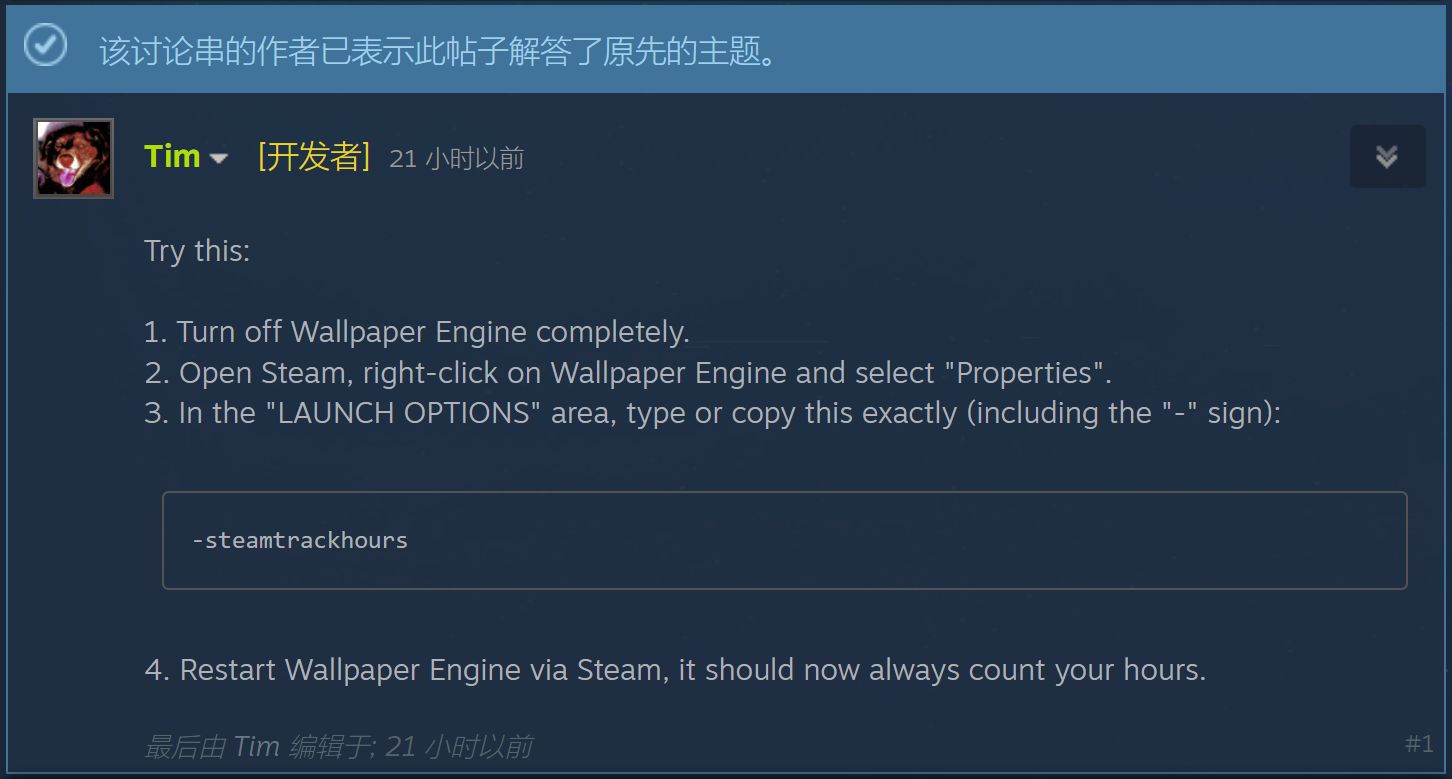 该讨论串的作者已表示此帖子解答了原先的主题。
Tim [开发者] 21 小时以前
Try this:
1. Turn off Wallpaper Engine completely.
2. Open Steam, right-click on Wallpaper Engine and select "Properties".
3. In the "LAUNCH OPTIONS" area, type or copy this exactly (including the "-" sign):
-steamtrackhours
4. Restart Wallpaper Engine via Steam, it should now always count your hours.
最后由 Tim 编辑于; 21 小时以前
#1